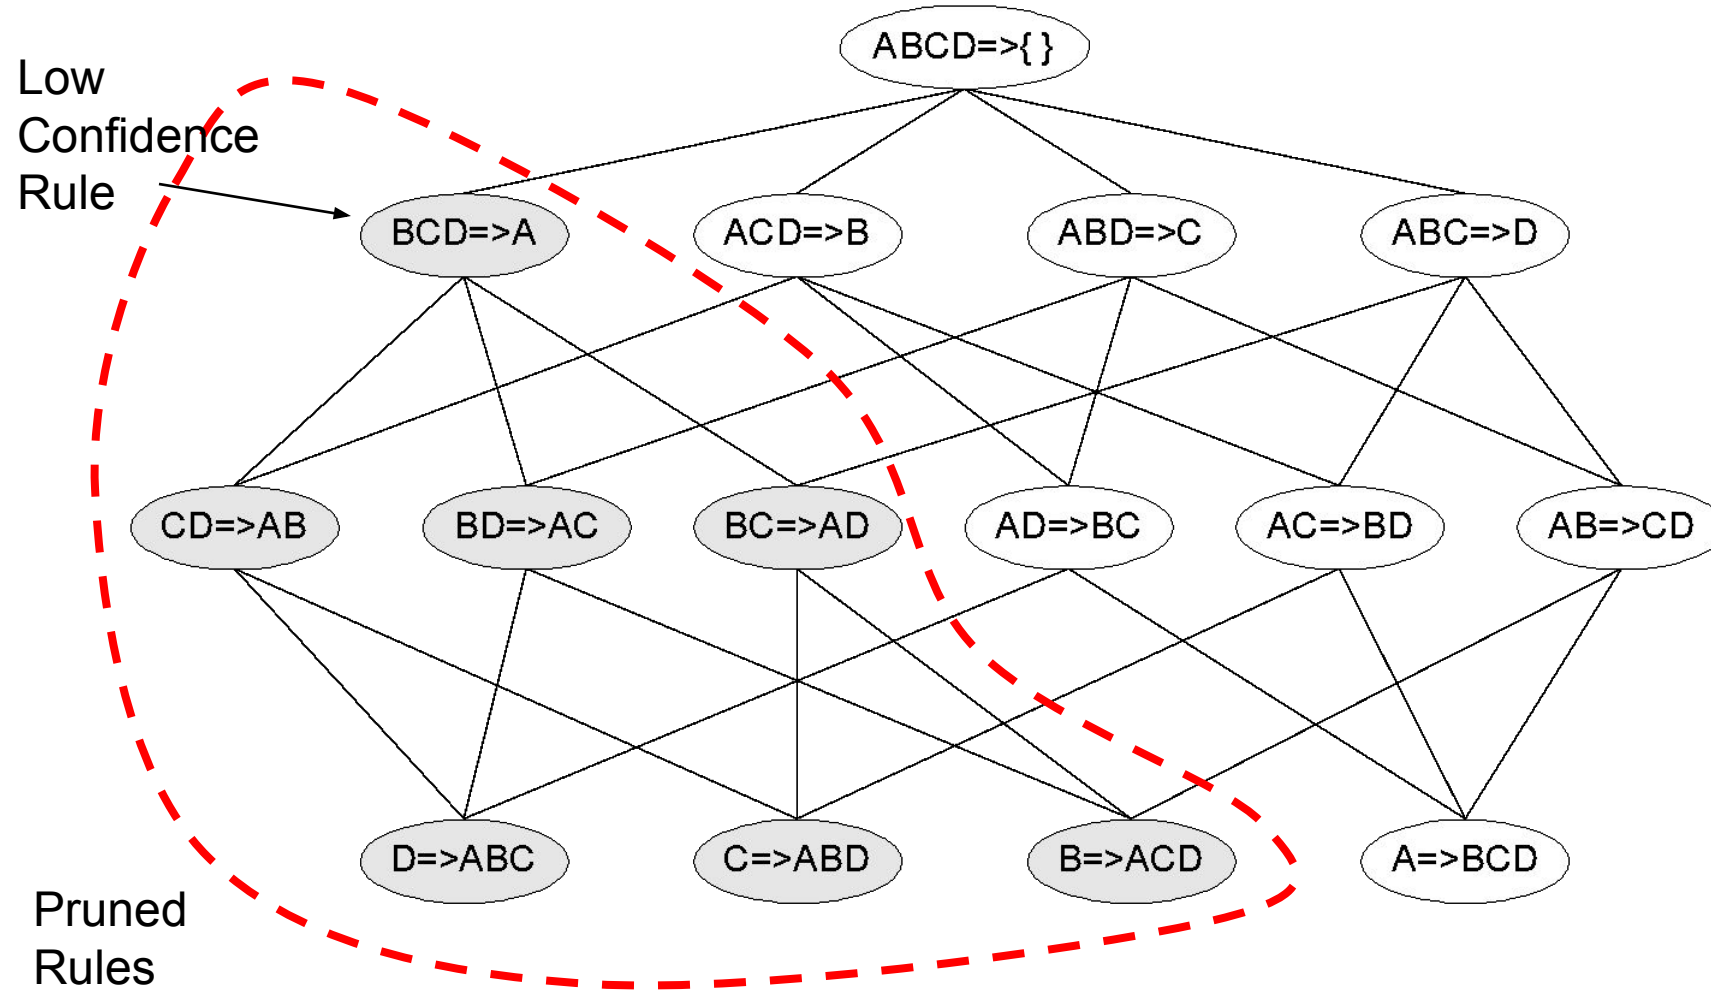 ABCD=>{ }
Low
Confidence
Rule
BCD=>A
ACD=>B
ABD=>C
ABC=>D
CD=>AB
BD=>AC
BC=>AD
AD=>BC
AC=>BD
AB=>CD
D=>ABC
C=>ABD
B=>ACD
A=>BCD
Pruned
Rules